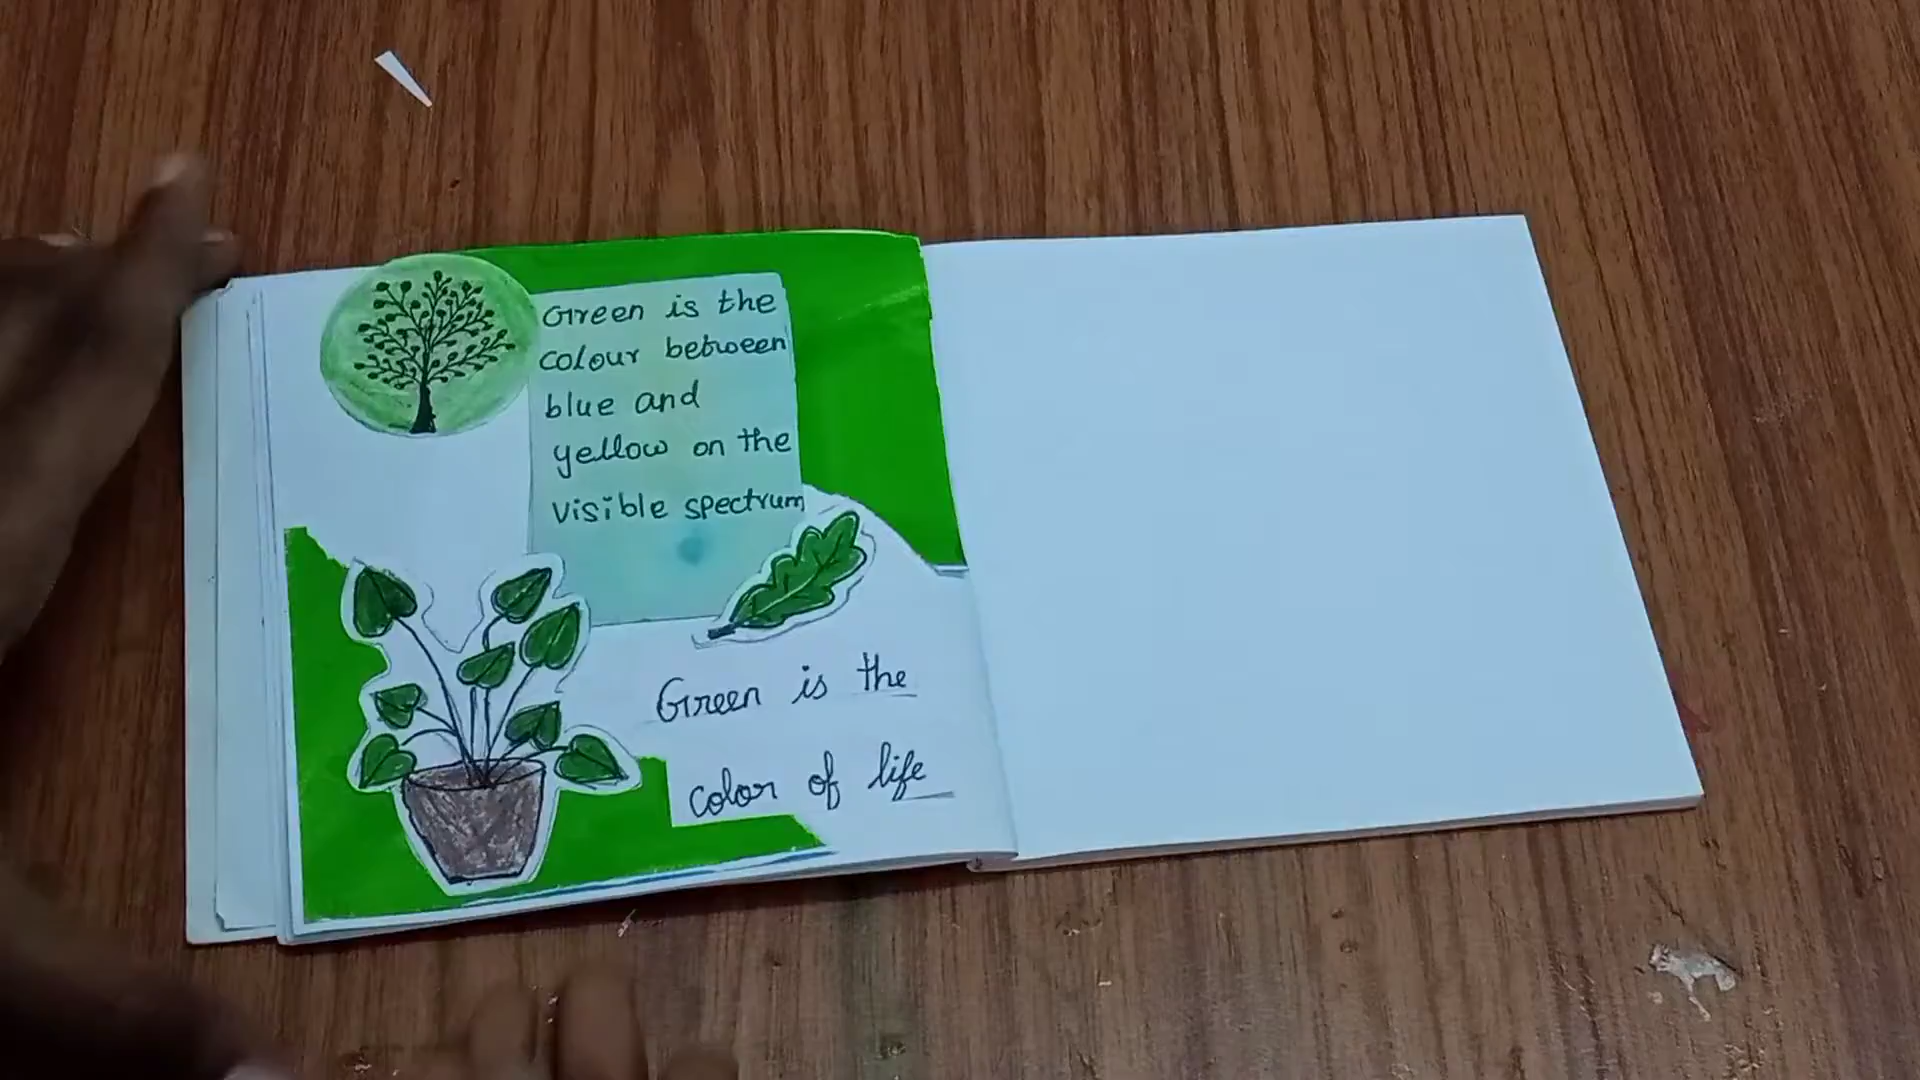 Green is the
colour between
blue and
yellow on the
visible spectrum
Green is the
color of life